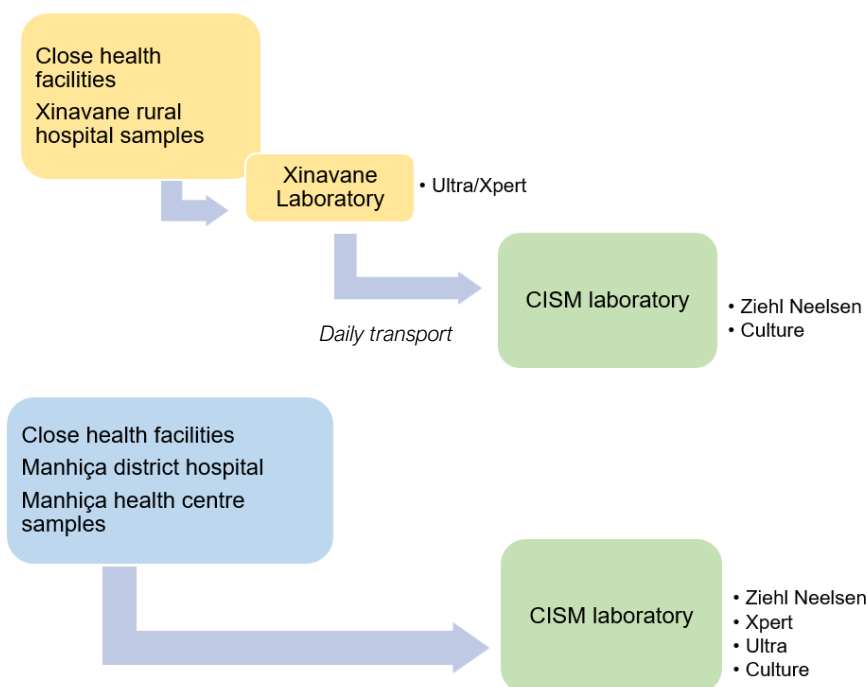 Close health
facilities
Xinavane rural
hospital samples
Xinavane
Laboratory
• Ultra/Xpert
CISM laboratory
• Ziehl Neelsen
• Culture
Daily transport
Close health facilities
Manhiça district hospital
Manhiça health centre
samples
CISM laboratory
• Ziehl Neelsen
• Xpert
• Ultra
• Culture